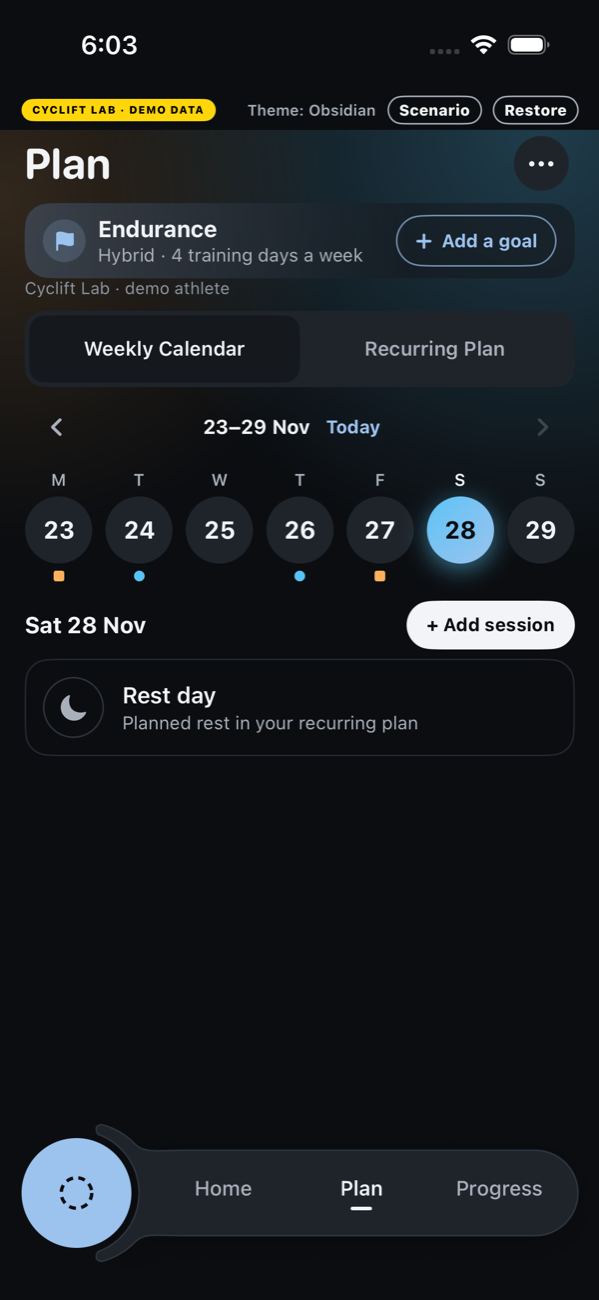 6:03
CYCLIFT LAB · DEMO DATA Theme: Obsidian Scenario Restore
Plan
Endurance
Hybrid · 4 training days a week
+ Add a goal
Cyclift Lab · demo athlete
Weekly Calendar Recurring Plan
23–29 Nov Today
M T W T F S S
23 24 25 26 27 28 29
Sat 28 Nov + Add session
Rest day
Planned rest in your recurring plan
Home Plan Progress